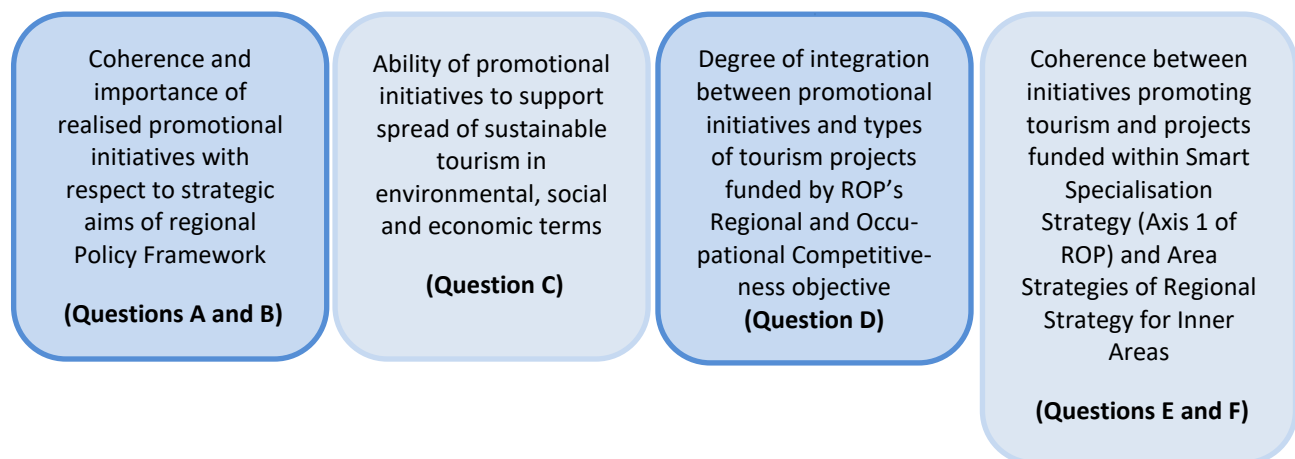 Coherence and
importance of
realised promotional
initiatives with
respect to strategic
aims of regional
Policy Framework
(Questions A and B)
Ability of promotional
initiatives to support
spread of sustainable
tourism in
environmental, social
and economic terms
(Question C)
Degree of integration
between promotional
initiatives and types
of tourism projects
funded by ROP’s
Regional and Occu-
pational Competitive-
ness objective
(Question D)
Coherence between
initiatives promoting
tourism and projects
funded within Smart
Specialisation
Strategy (Axis 1 of
ROP) and Area
Strategies of Regional
Strategy for Inner
Areas
(Questions E and F)